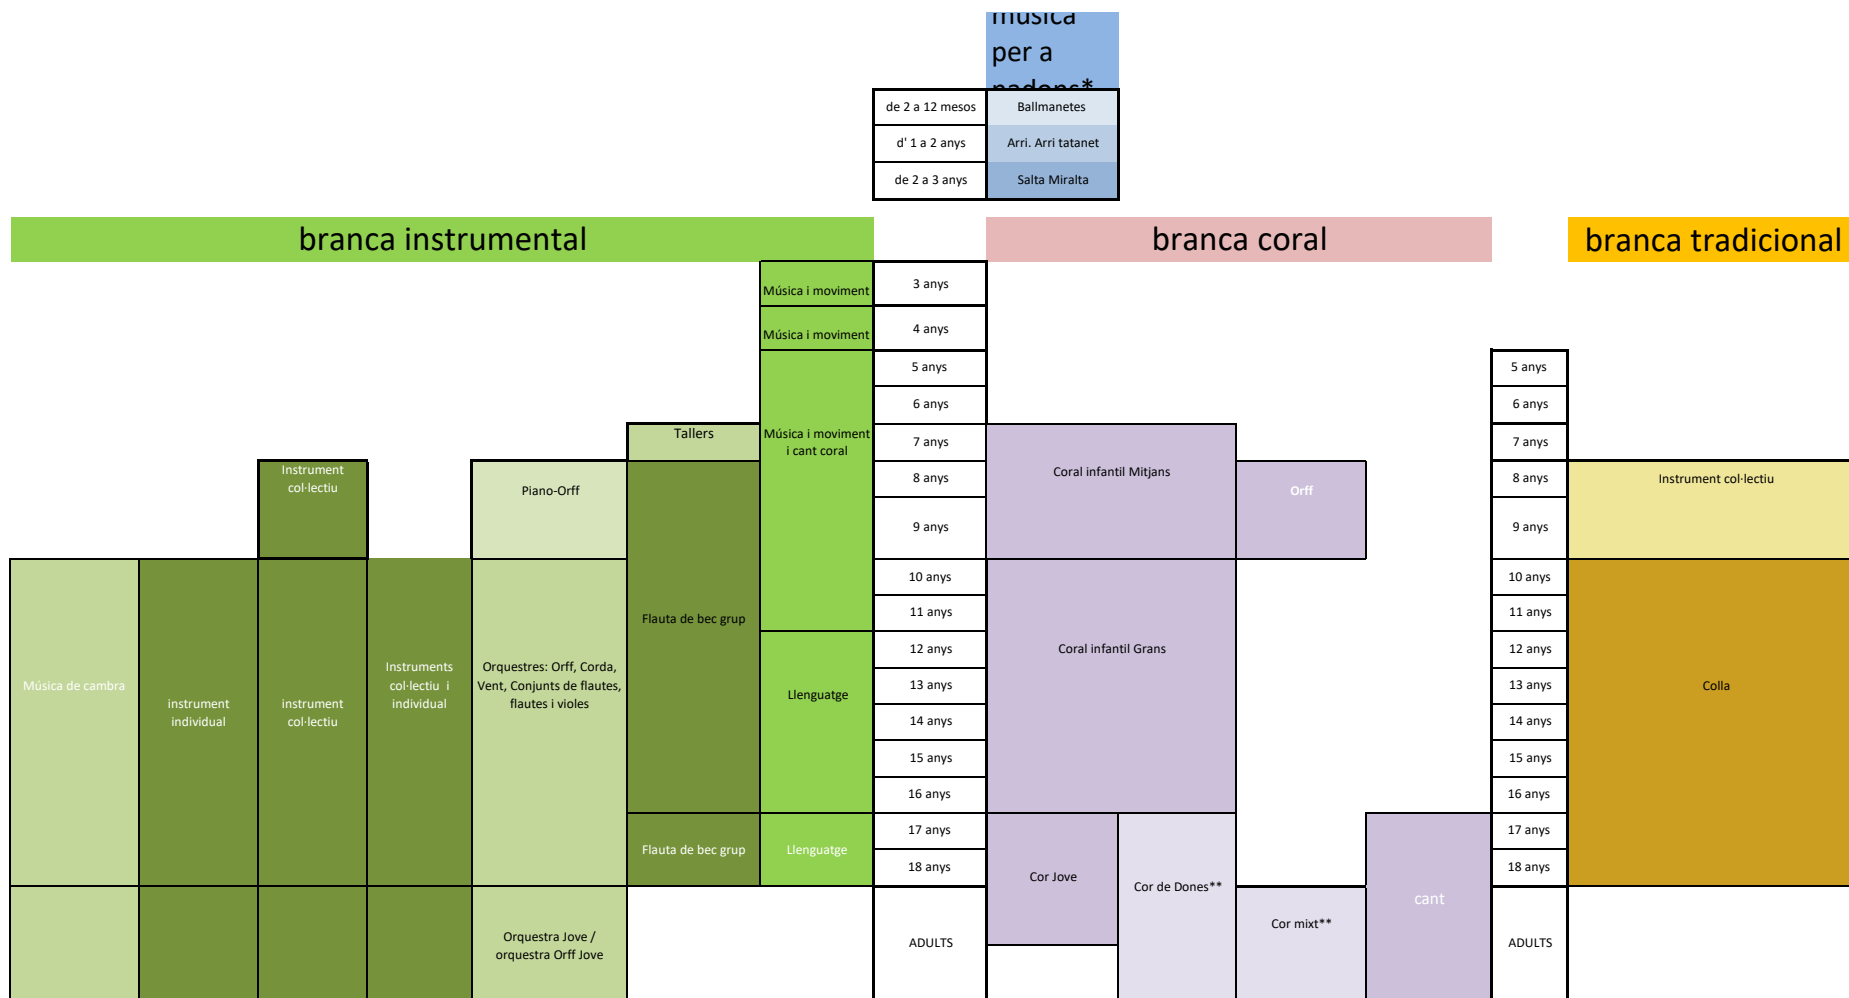 música
per a
nadons*
de 2 a 12 mesos
Ballmanetes
d' 1 a 2 anys
Arri. Arri tatanet
de 2 a 3 anys
Salta Miralta
branca instrumental
branca coral
branca tradicional
Música i moviment
3 anys
Música i moviment
4 anys
5 anys
5 anys
6 anys
6 anys
Tallers
Música i moviment
i cant coral
7 anys
7 anys
Instrument
col·lectiu
Piano-Orff
8 anys
Coral infantil Mitjans
Orff
8 anys
Instrument col·lectiu
9 anys
9 anys
10 anys
10 anys
Flauta de bec grup
11 anys
11 anys
12 anys
Coral infantil Grans
12 anys
Música de cambra
instrument
individual
instrument
col·lectiu
Instruments
col·lectiu i
individual
Orquestres: Orff, Corda,
Vent, Conjunts de flautes,
flautes i violes
Llenguatge
13 anys
13 anys
Colla
14 anys
14 anys
15 anys
15 anys
16 anys
16 anys
Flauta de bec grup
Llenguatge
17 anys
17 anys
18 anys
18 anys
Cor Jove
Cor de Dones**
Cor mixt**
cant
Orquestra Jove /
orquestra Orff Jove
ADULTS
ADULTS